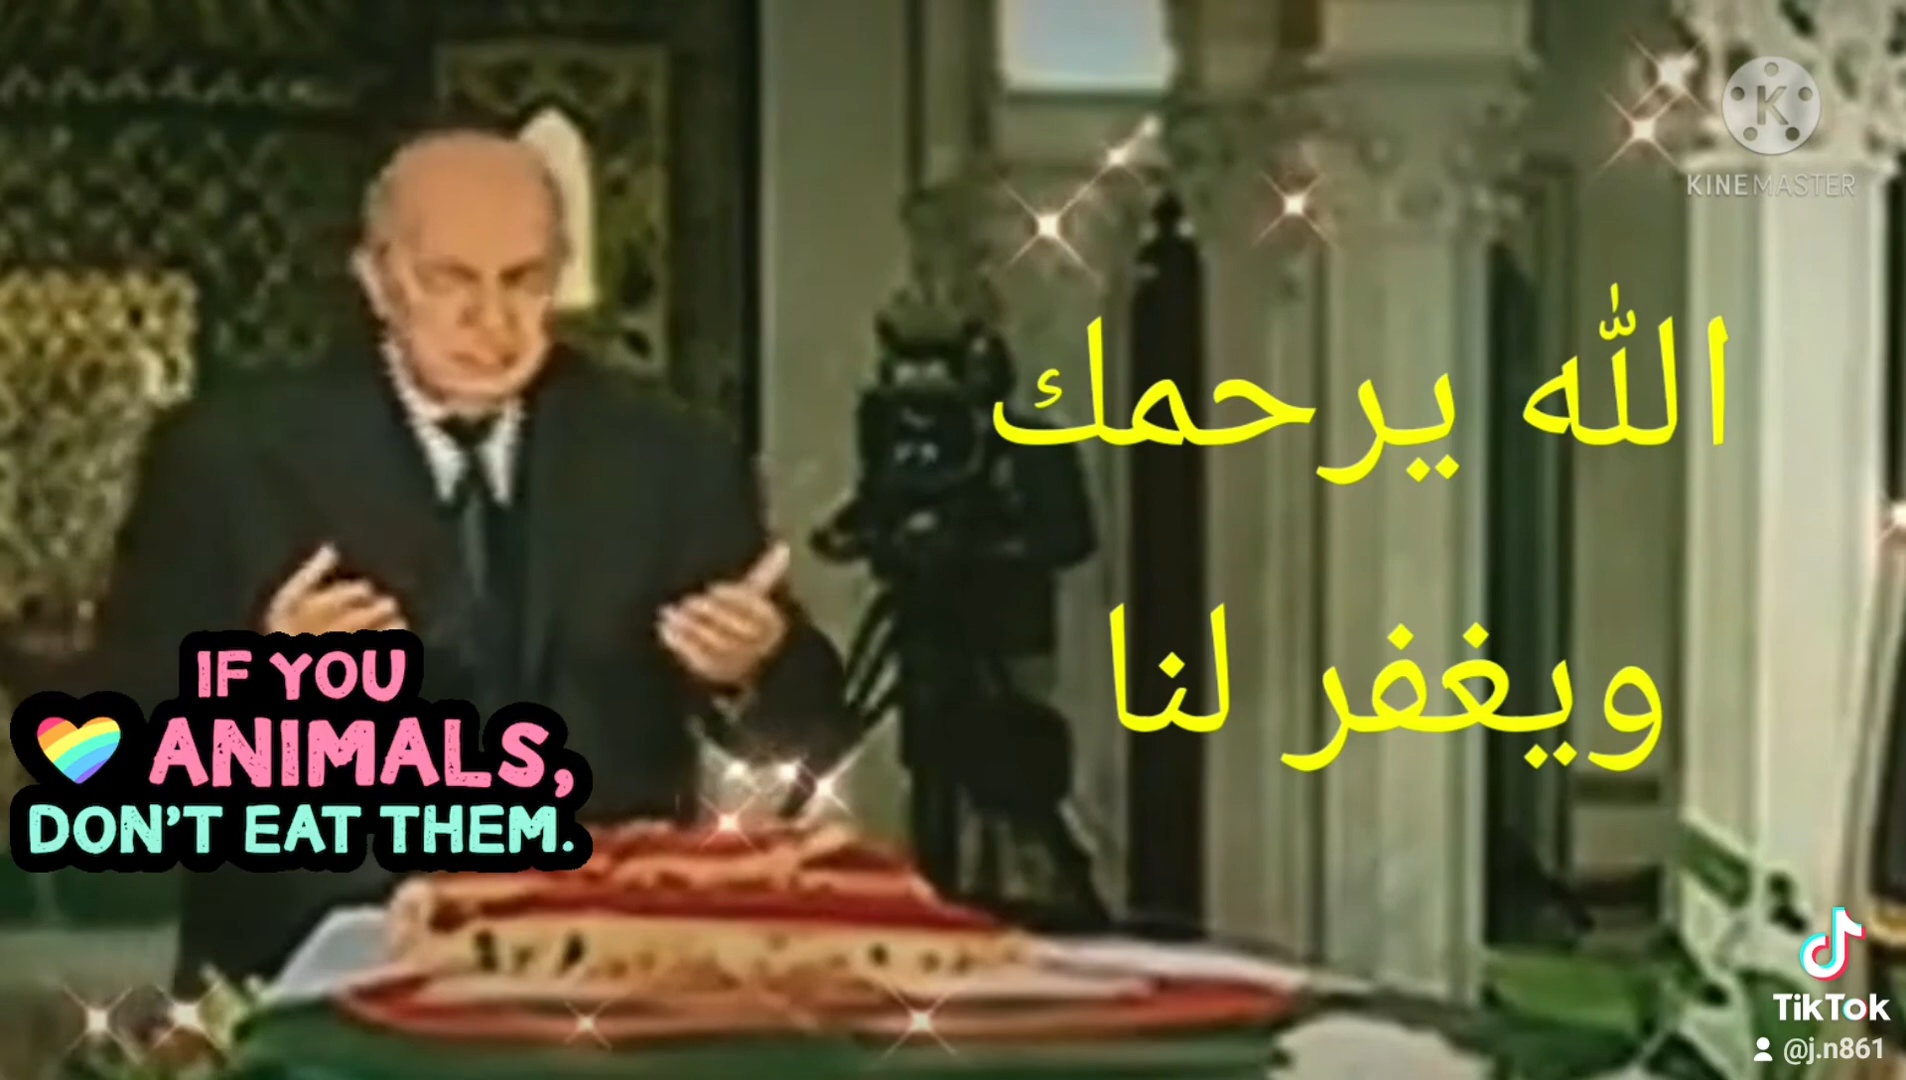 KINEMASTER
الله يرحمك
ويغفر لنا
IF YOU
ANIMALS,
DON'T EAT THEM.
TikTok
@j.n861